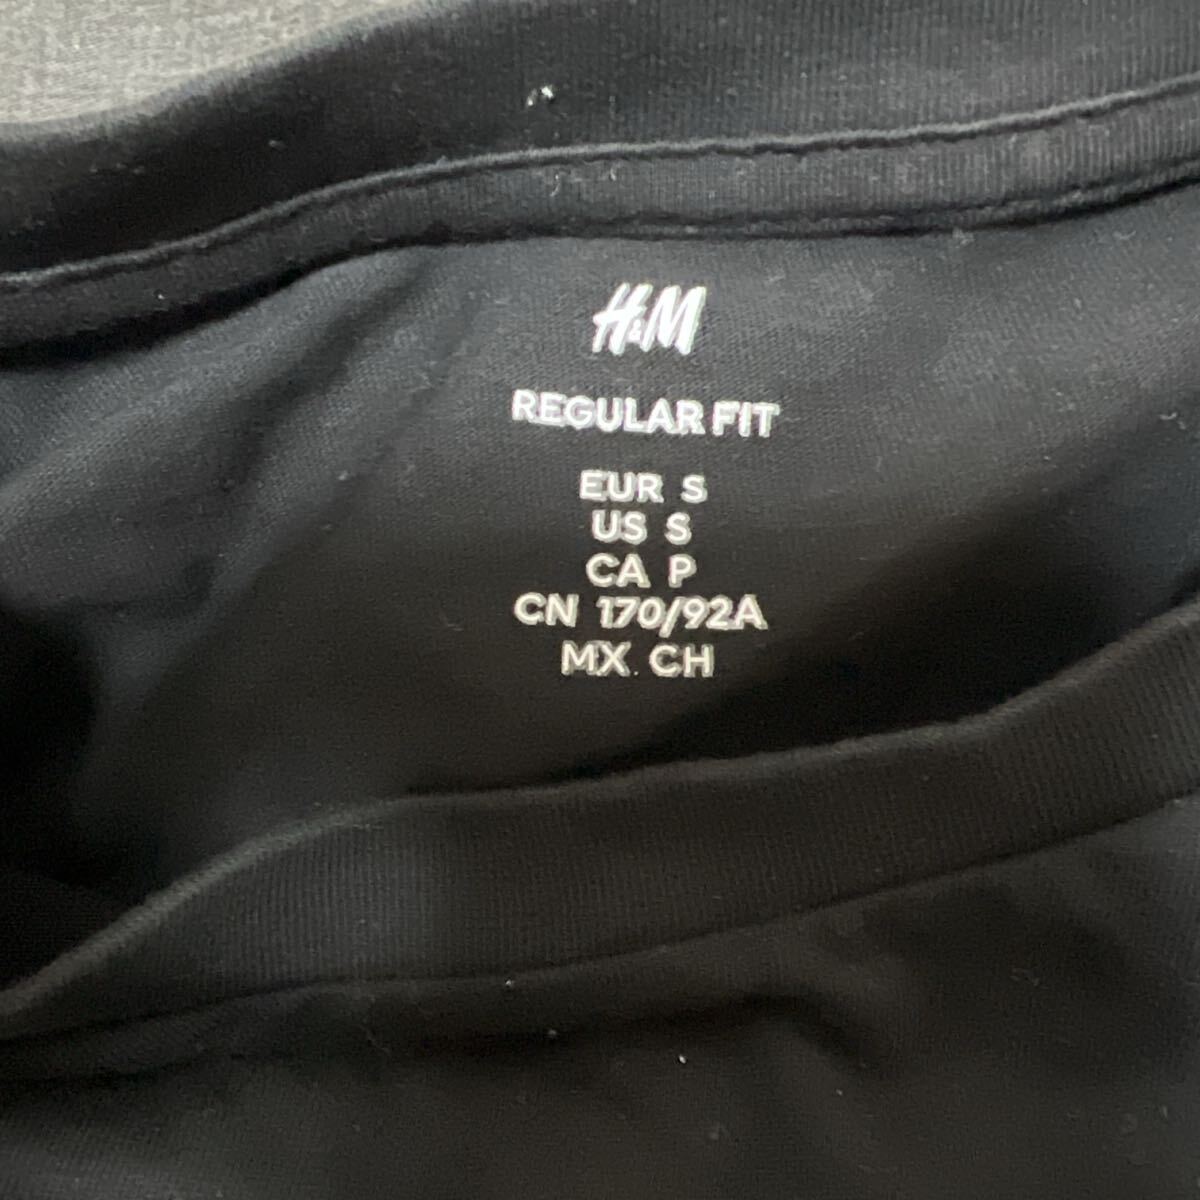 H&M
REGULAR FIT
EUR S
US S
CA P
CN 170/92A
MX CH